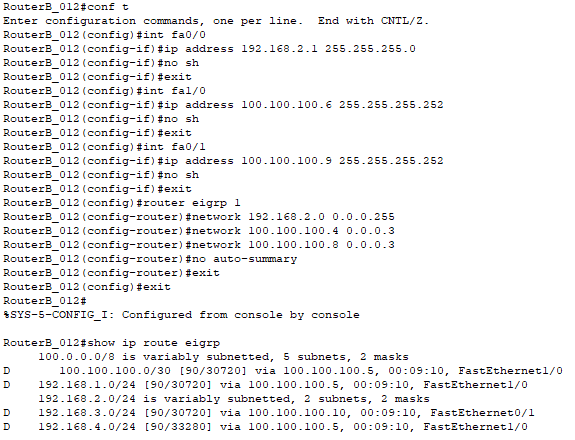 RouterB_012#conf t
Enter configuration commands, one per line.  End with CNTL/Z.
RouterB_012(config)#int fa0/0
RouterB_012(config-if)#ip address 192.168.2.1 255.255.255.0
RouterB_012(config-if)#no sh
RouterB_012(config-if)#exit
RouterB_012(config)#int fa1/0
RouterB_012(config-if)#ip address 100.100.100.6 255.255.255.252
RouterB_012(config-if)#no sh
RouterB_012(config-if)#exit
RouterB_012(config)#int fa0/1
RouterB_012(config-if)#ip address 100.100.100.9 255.255.255.252
RouterB_012(config-if)#no sh
RouterB_012(config-if)#exit
RouterB_012(config)#router eigrp 1
RouterB_012(config-router)#network 192.168.2.0 0.0.0.255
RouterB_012(config-router)#network 100.100.100.4 0.0.0.3
RouterB_012(config-router)#network 100.100.100.8 0.0.0.3
RouterB_012(config-router)#no auto-summary
RouterB_012(config-router)#exit
RouterB_012(config)#exit
RouterB_012#
%SYS-5-CONFIG_I: Configured from console by console
RouterB_012#show ip route eigrp
     100.0.0.0/8 is variably subnetted, 5 subnets, 2 masks
D       100.100.100.0/30 [90/30720] via 100.100.100.5, 00:09:10, FastEthernet1/0
D    192.168.1.0/24 [90/30720] via 100.100.100.5, 00:09:10, FastEthernet1/0
     192.168.2.0/24 is variably subnetted, 2 subnets, 2 masks
D    192.168.3.0/24 [90/30720] via 100.100.100.10, 00:09:10, FastEthernet0/1
D    192.168.4.0/24 [90/33280] via 100.100.100.5, 00:09:10, FastEthernet1/0